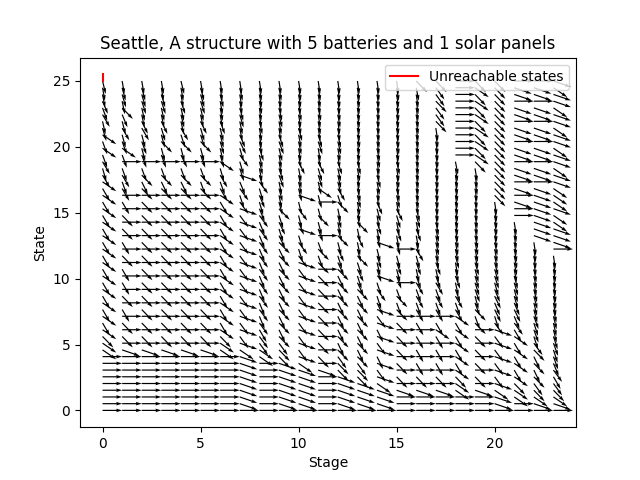 Seattle, A structure with 5 batteries and 1 solar panels
Unreachable states
25
20
15
10
5
0
State
0 5 10 15 20
Stage